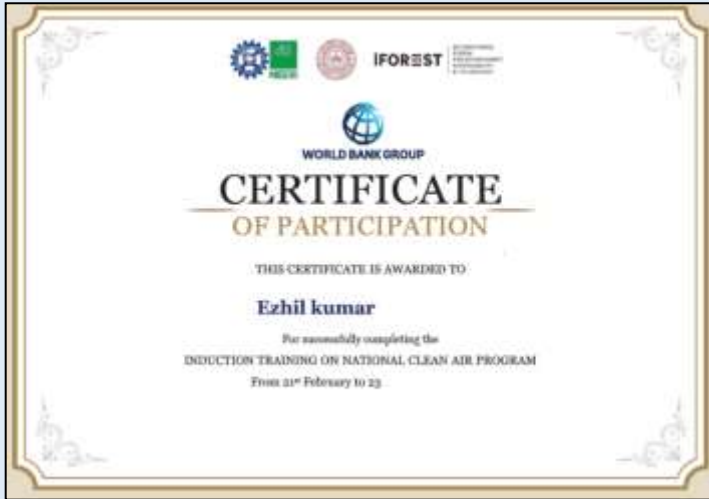 iFOREST
WORLD BANK GROUP
CERTIFICATE
OF PARTICIPATION
THIS CERTIFICATE IS AWARDED TO
Ezhil kumar
For successfully completing the
INDUCTION TRAINING ON NATIONAL CLEAN AIR PROGRAM
From 21st February to 23